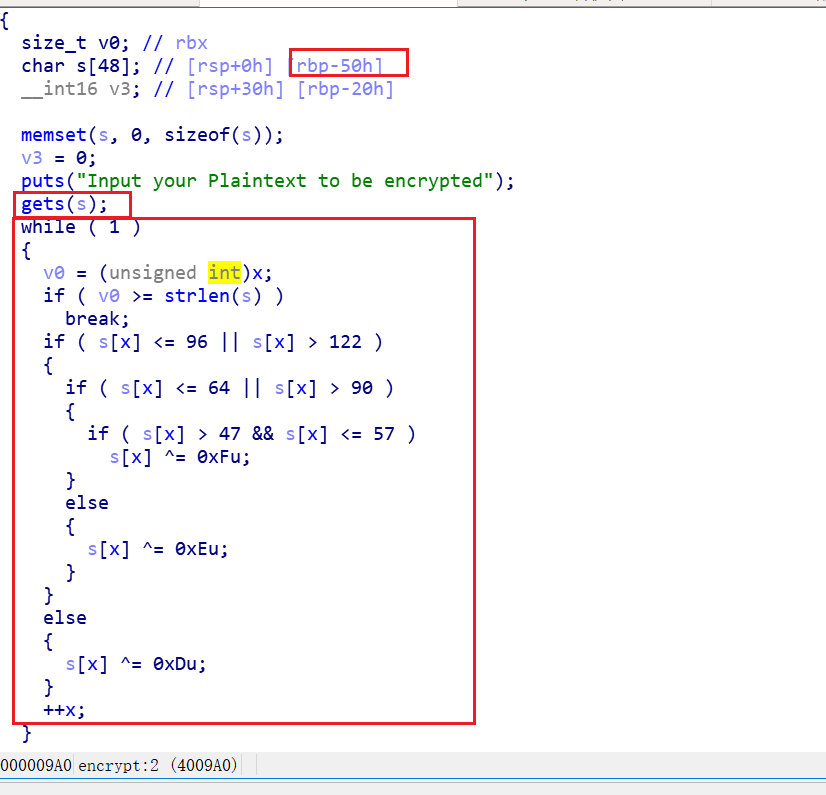 {
  size_t v0; // rbx
  char s[48]; // [rsp+0h] [rbp-50h]
  __int16 v3; // [rsp+30h] [rbp-20h]

  memset(s, 0, sizeof(s));
  v3 = 0;
  puts("Input your Plaintext to be encrypted");
  gets(s);
  while ( 1 )
  {
    v0 = (unsigned int)x;
    if ( v0 >= strlen(s) )
      break;
    if ( s[x] <= 96 || s[x] > 122 )
    {
      if ( s[x] <= 64 || s[x] > 90 )
      {
        if ( s[x] > 47 && s[x] <= 57 )
          s[x] ^= 0xFu;
      }
      else
      {
        s[x] ^= 0xEu;
      }
    }
    else
    {
      s[x] ^= 0xDu;
    }
    ++x;
  }
000009A0 encrypt:2 (4009A0)